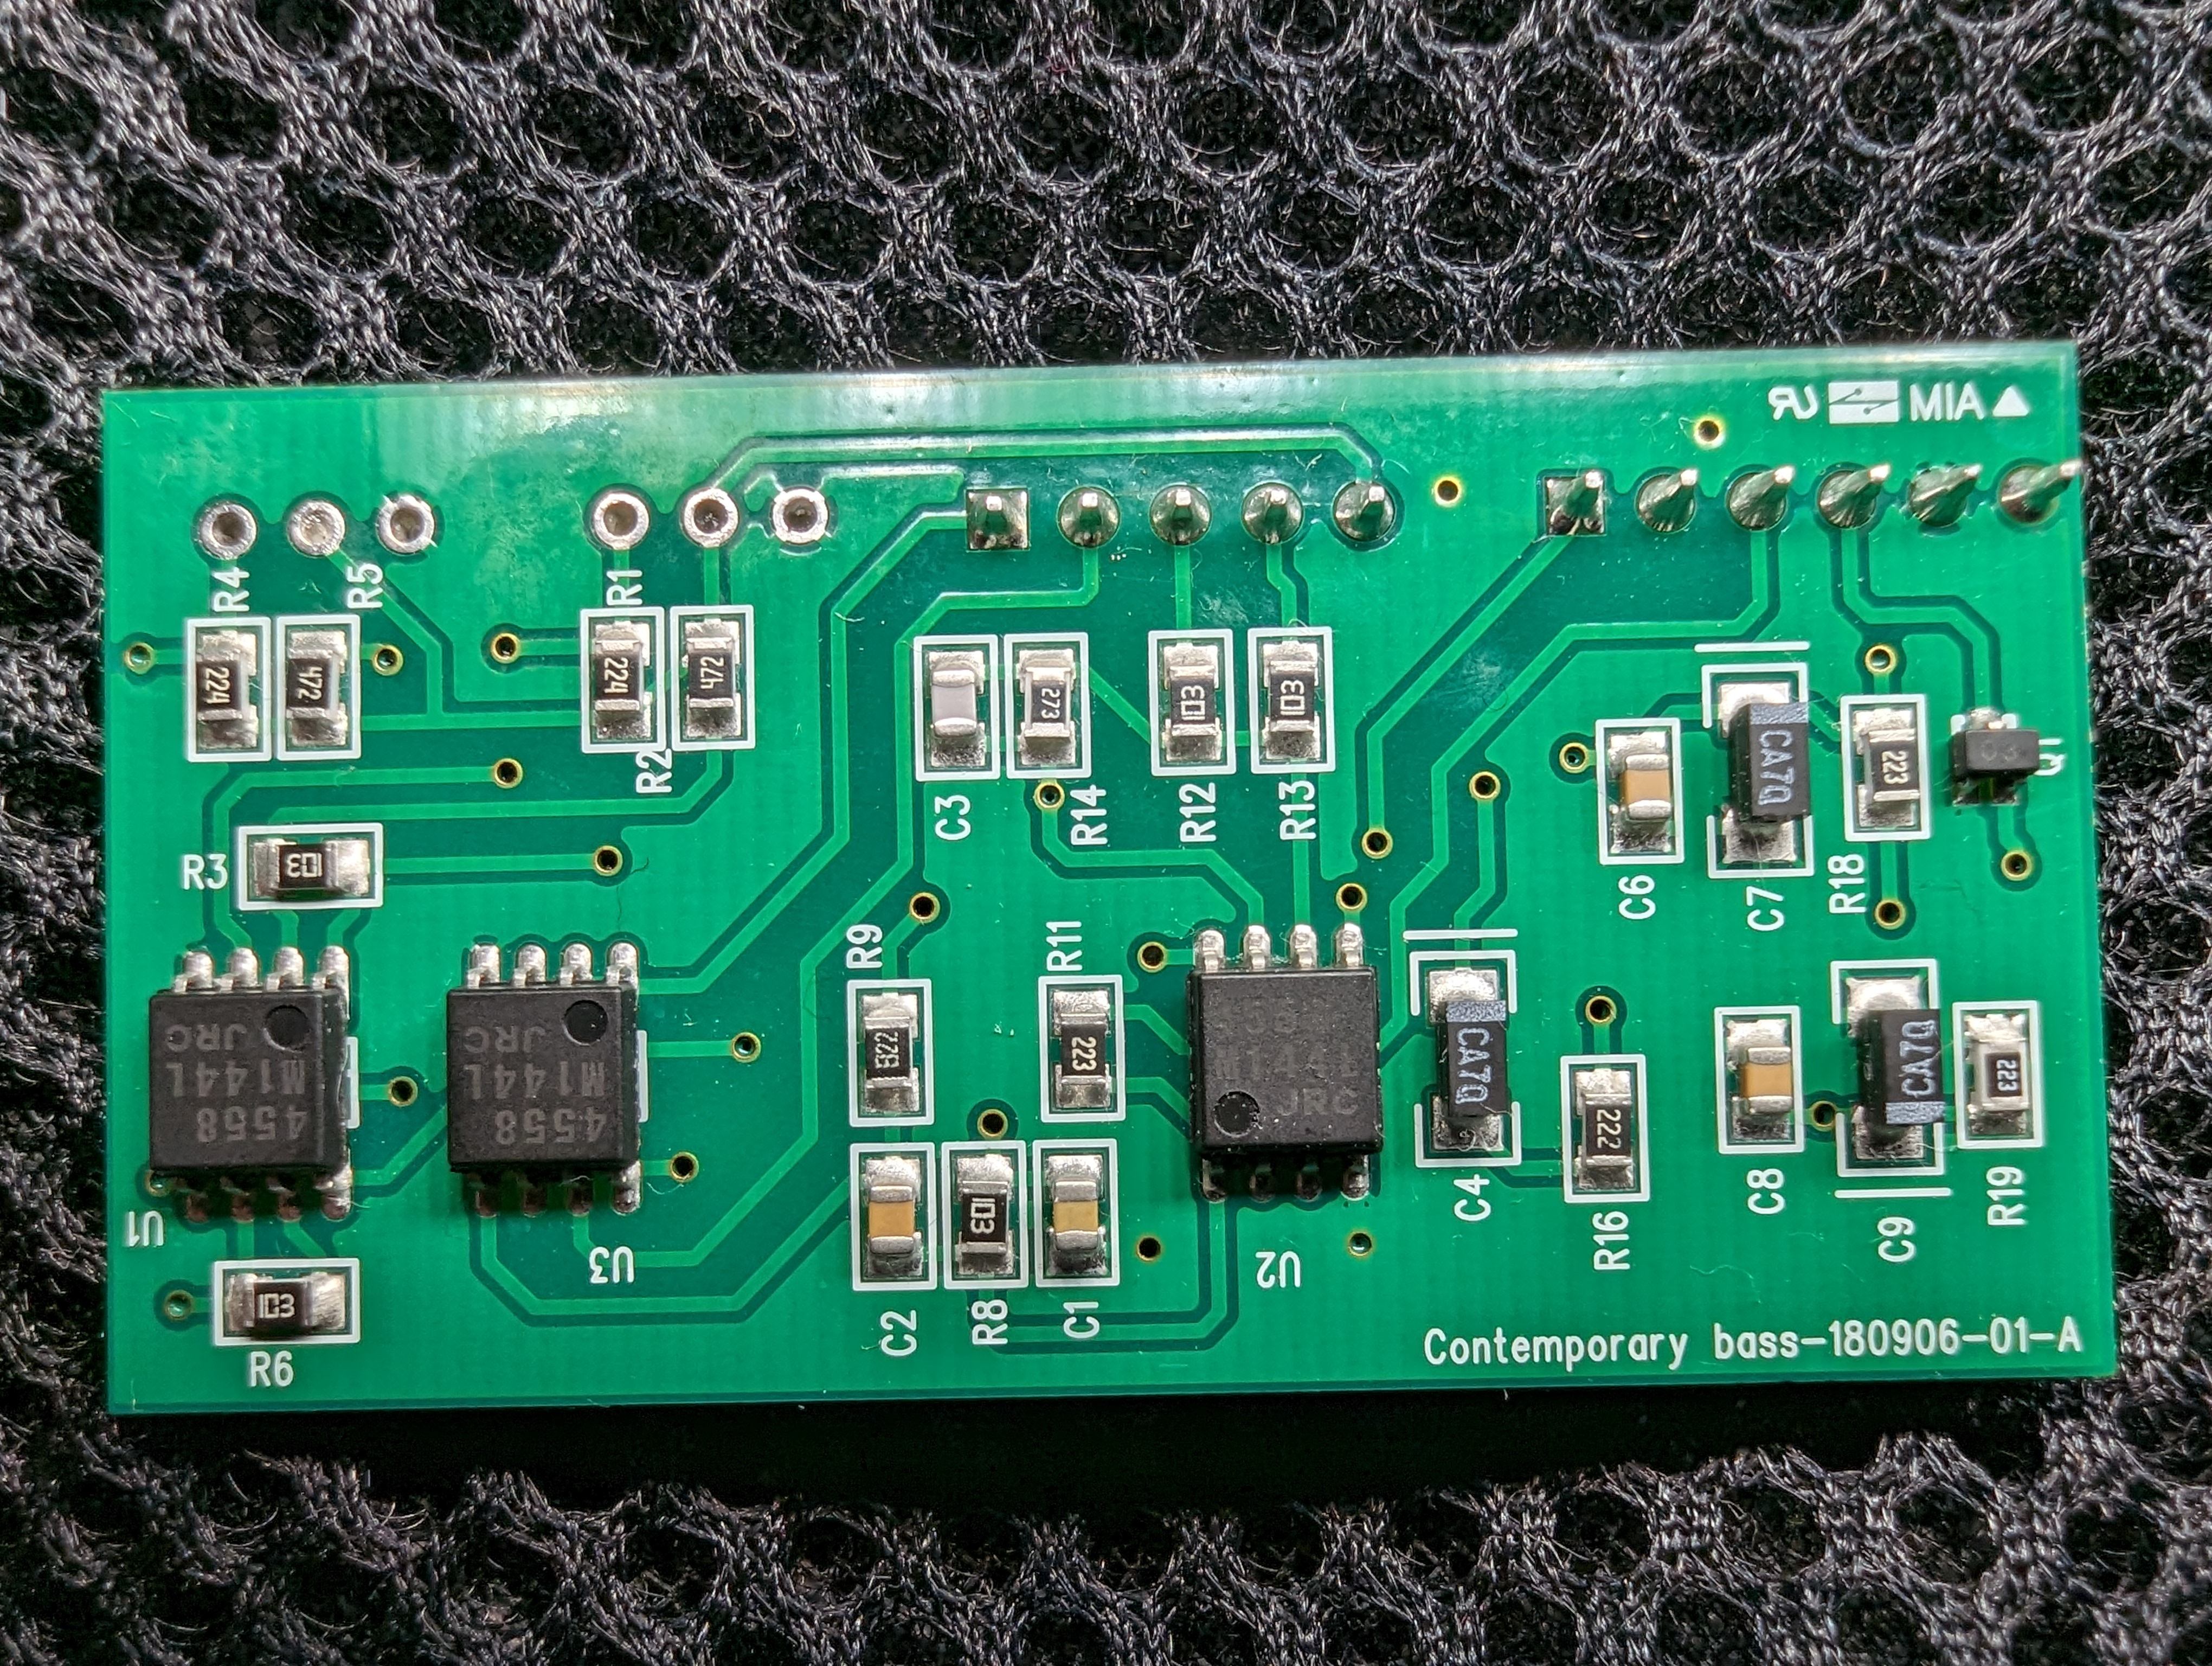 MIA
R4
R5
R1
224
472
224
472
R2
273
103
103
C3
R14
R12
R13
CA7Q
C6
C7
223
R18
Q1
R3
103
R9
R11
JRC
M144L
4558
JRC
M144L
4558
223
JRC
CA7Q
CA7Q
223
222
C4
R16
C8
C9
R19
U1
U3
U2
103
R6
103
C2
R8
C1
Contemporary bass-180906-01-A